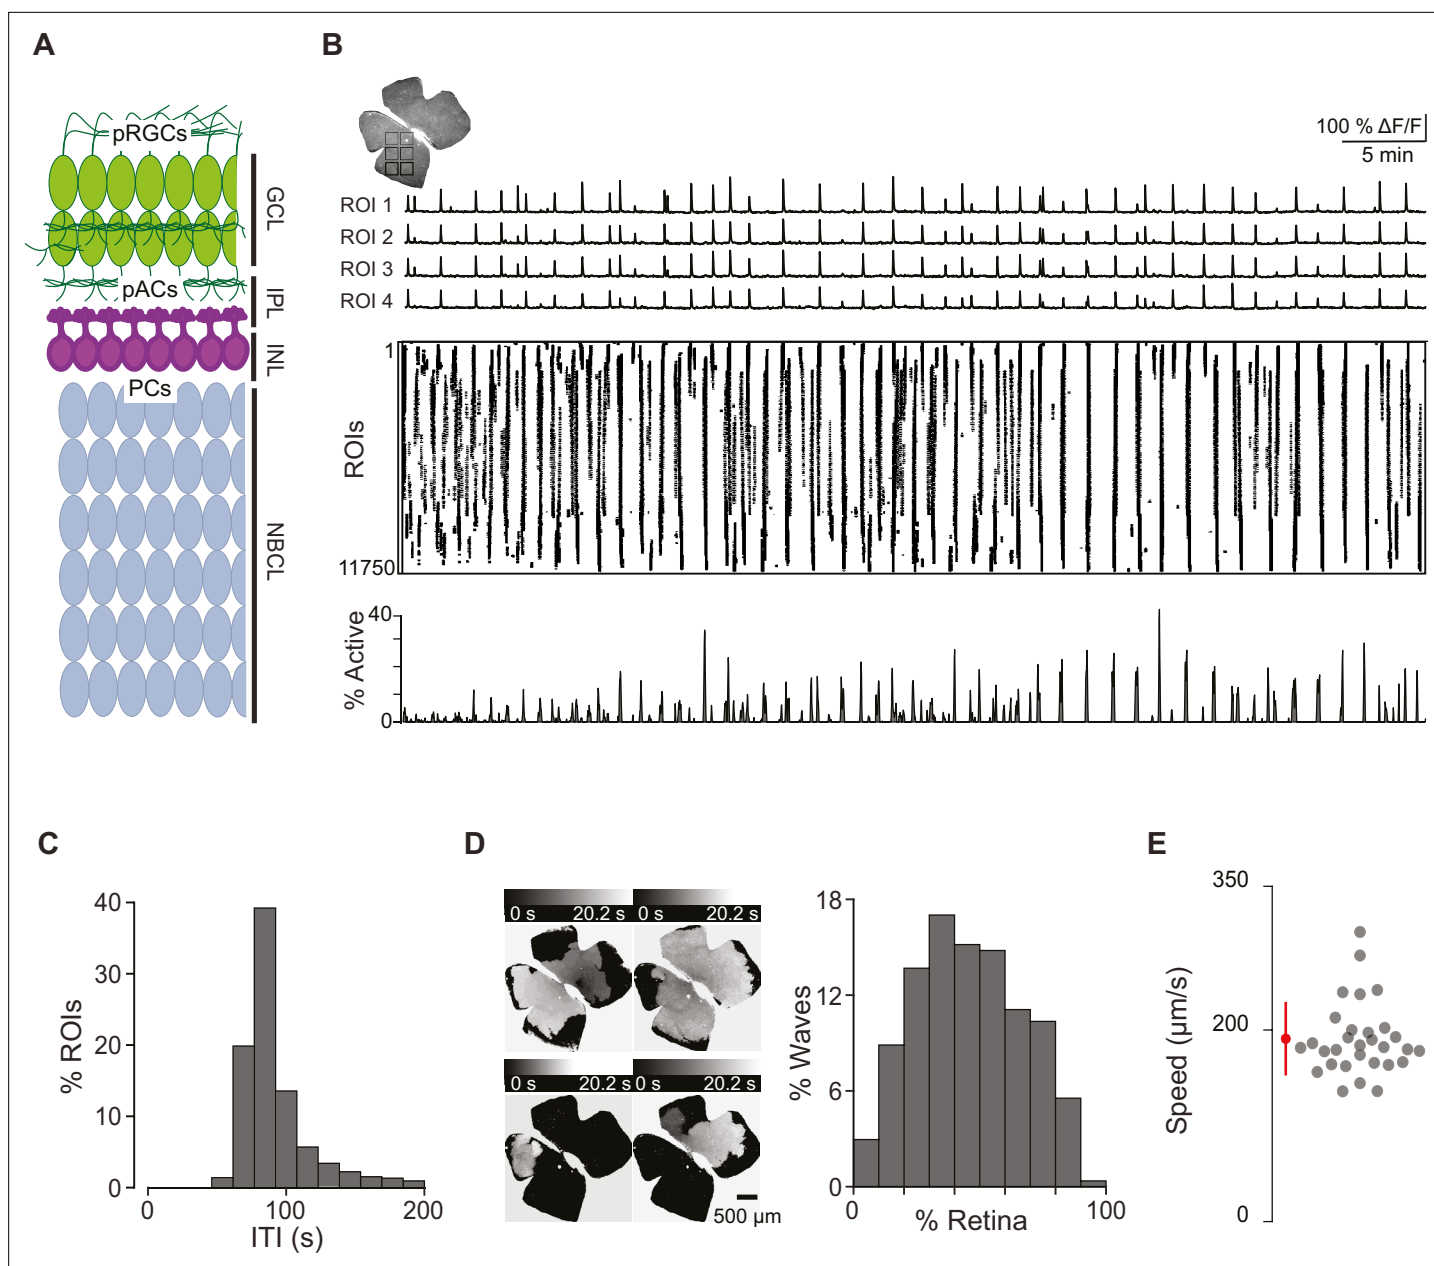 A
pRGCs
GCL
pACs
IPL
INL
PCs
NBCL
B
100 % ΔF/F
5 min
ROI 1
ROI 2
ROI 3
ROI 4
1
ROIs
11750
40
% Active
0
C
40
30
20
10
0
% ROIs
0 100 200
ITI (s)
D
0 s 20.2 s 0 s 20.2 s
0 s 20.2 s 0 s 20.2 s
500 µm
18
12
6
0
% Waves
0 100
% Retina
E
350
200
0
Speed (µm/s)